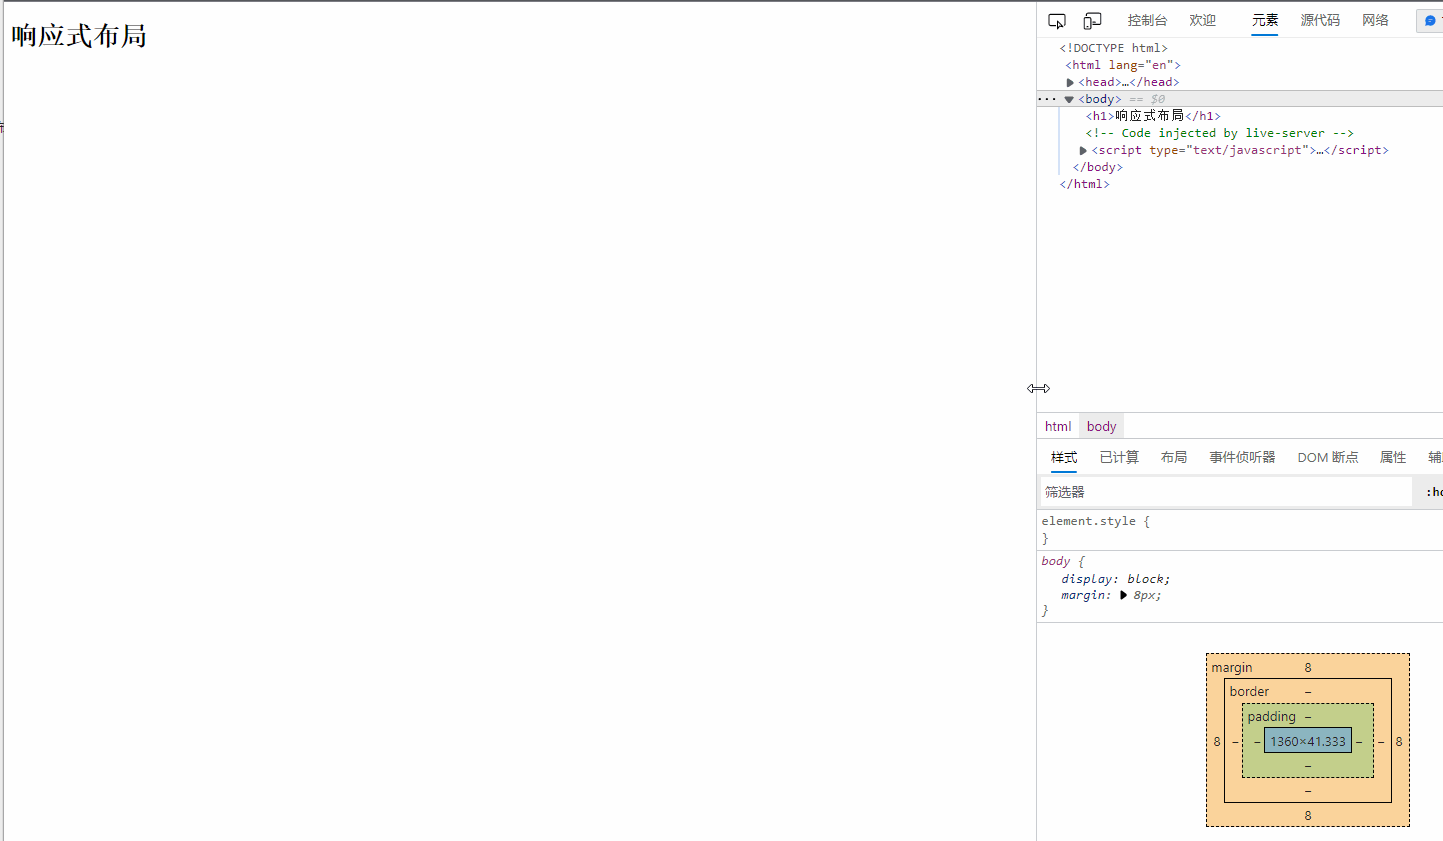 响应式布局
控制台 欢迎 元素 源代码 网络
<!DOCTYPE html>
<html lang="en">
▶ <head>…</head>
··· ▼ <body> == $0
<h1>响应式布局</h1>
<!-- Code injected by live-server -->
▶ <script type="text/javascript">…</script>
</body>
</html>
html body
样式 已计算 布局 事件侦听器 DOM 断点 属性
筛选器
element.style {
}
body {
display: block;
margin: ▶ 8px;
}
margin 8
border –
padding –
8 – – 1360×41.333 – – 8
–
–
8